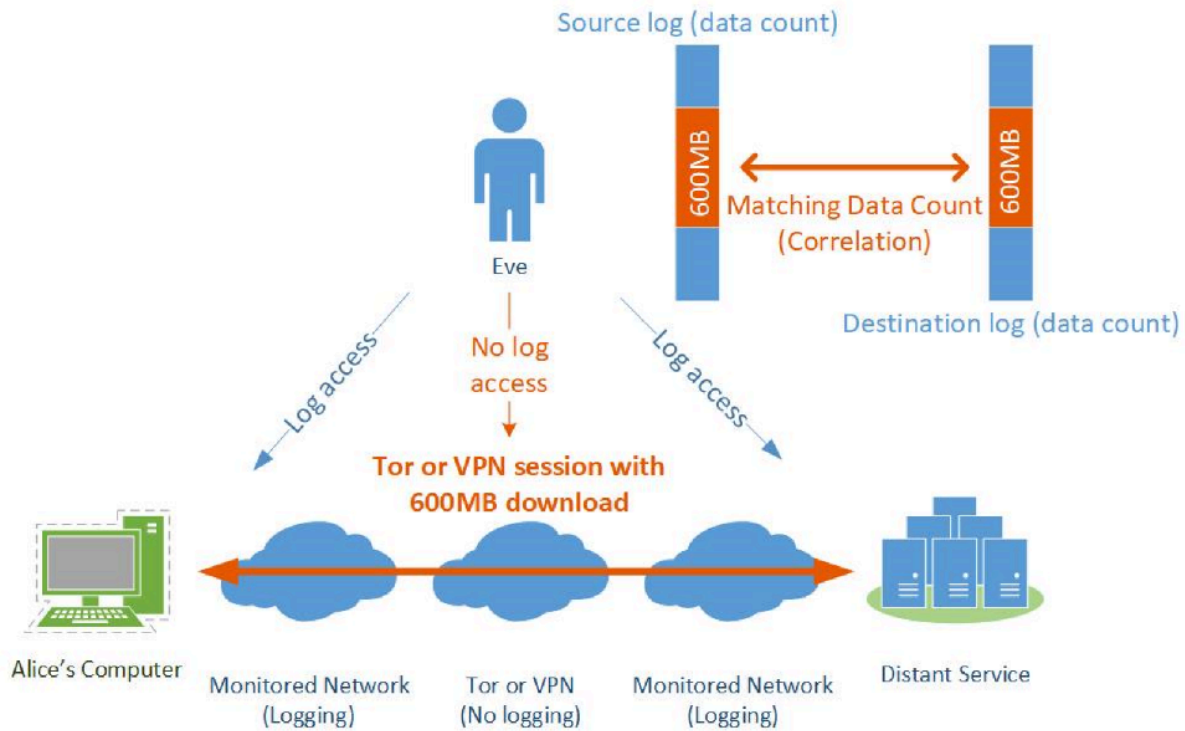 Source log (data count)
600MB
600MB
Matching Data Count
(Correlation)
Destination log (data count)
Eve
Log access
No log
access
Log access
Tor or VPN session with
600MB download
Alice's Computer
Monitored Network
(Logging)
Tor or VPN
(No logging)
Monitored Network
(Logging)
Distant Service